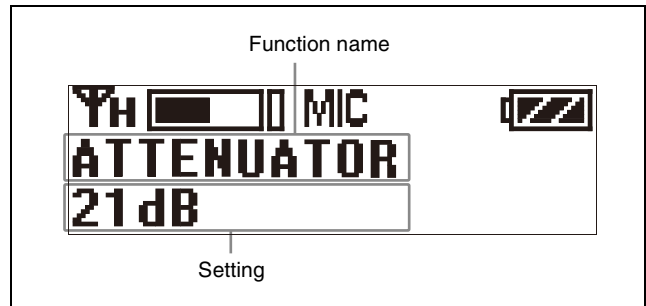 Function name
H MIC
ATTENUATOR
21dB
Setting